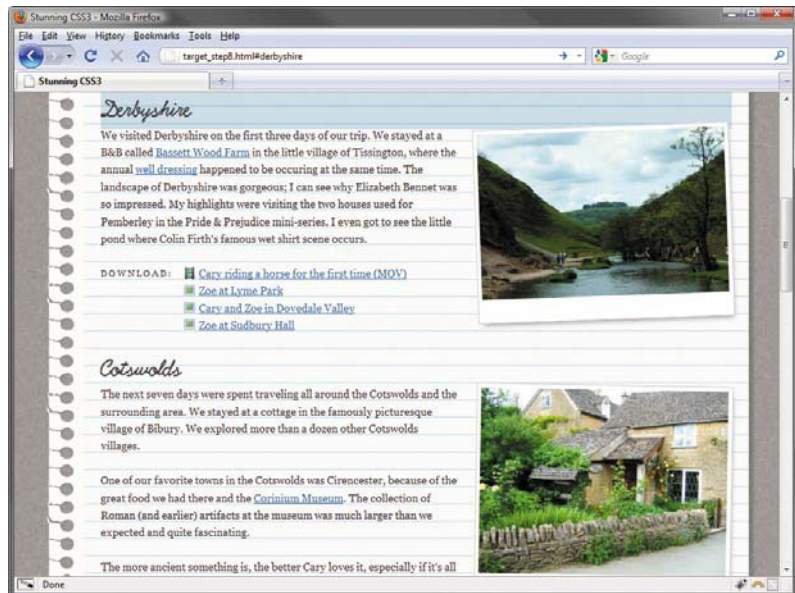 Stunning CSS3 - Mozilla Firefox
File Edit View History Bookmarks Tools Help
target_step8.html#derbyshire
Google
Stunning CSS3
Derbyshire
We visited Derbyshire on the first three days of our trip. We stayed at a
B&B called Bassett Wood Farm in the little village of Tissington, where the
annual well dressing happened to be occuring at the same time. The
landscape of Derbyshire was gorgeous; I can see why Elizabeth Bennet was
so impressed. My highlights were visiting the two houses used for
Pemberley in the Pride & Prejudice mini-series. I even got to see the little
pond where Colin Firth's famous wet shirt scene occurs.
DOWNLOAD: Cary riding a horse for the first time (MOV)
Zoe at Lyme Park
Cary and Zoe in Dovedale Valley
Zoe at Sudbury Hall
Cotswolds
The next seven days were spent traveling all around the Cotswolds and the
surrounding area. We stayed at a cottage in the famously picturesque
village of Bibury. We explored more than a dozen other Cotswolds
villages.
One of our favorite towns in the Cotswolds was Cirencester, because of the
great food we had there and the Corinium Museum. The collection of
Roman (and earlier) artifacts at the museum was much larger than we
expected and quite fascinating.
The more ancient something is, the better Cary loves it, especially if it's all
Done